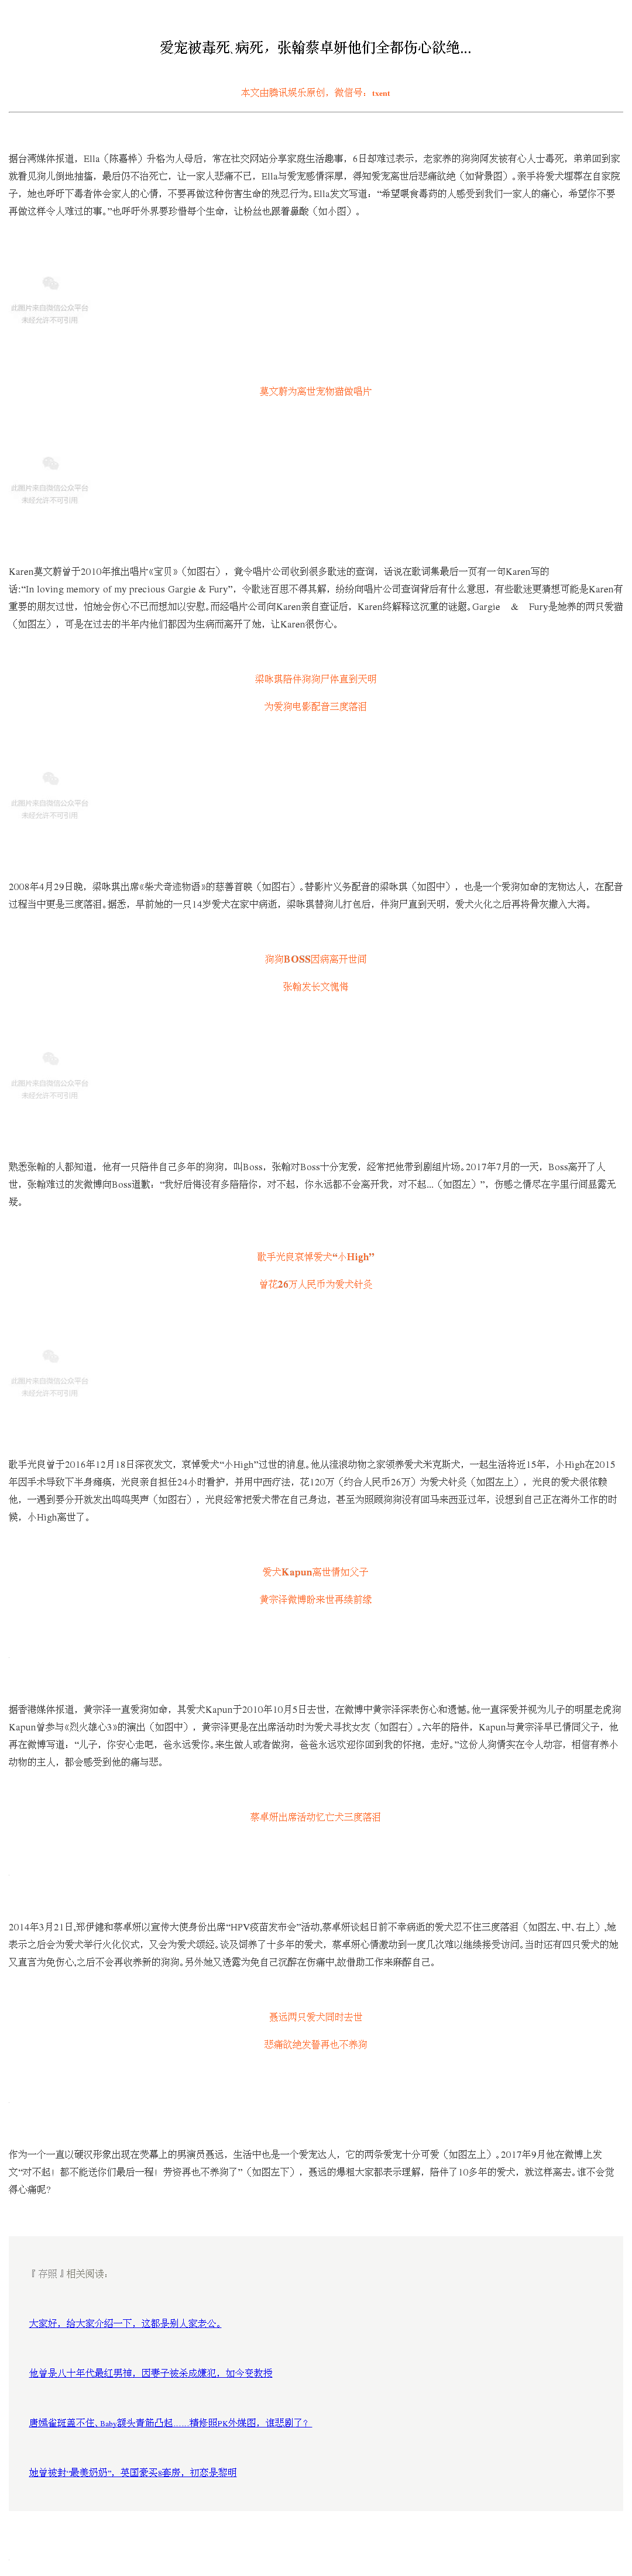 爱宠被毒死、病死，张翰蔡卓妍他们全都伤心欲绝...
本文由腾讯娱乐原创，微信号：txent
据台湾媒体报道，Ella（陈嘉桦）升格为人母后，常在社交网站分享家庭生活趣事，6日却难过表示，老家养的狗狗阿发被有心人士毒死，弟弟回到家
就看见狗儿倒地抽搐，最后仍不治死亡，让一家人悲痛不已，Ella与爱宠感情深厚，得知爱宠离世后悲痛欲绝（如背景图）。亲手将爱犬埋葬在自家院
子，她也呼吁下毒者体会家人的心情，不要再做这种伤害生命的残忍行为。Ella发文写道：“希望喂食毒药的人感受到我们一家人的痛心，希望你不要
再做这样令人难过的事。”也呼吁外界要珍惜每个生命，让粉丝也跟着鼻酸（如小图）。
此图片来自微信公众平台
未经允许不可引用
莫文蔚为离世宠物猫做唱片
此图片来自微信公众平台
未经允许不可引用
Karen莫文蔚曾于2010年推出唱片《宝贝》（如图右），竟令唱片公司收到很多歌迷的查询，话说在歌词集最后一页有一句Karen写的
话:“In loving memory of my precious Gargie & Fury”，令歌迷百思不得其解，纷纷向唱片公司查询背后有什么意思，有些歌迷更猜想可能是Karen有
重要的朋友过世，怕她会伤心不已而想加以安慰。而经唱片公司向Karen亲自查证后，Karen终解释这沉重的谜题。Gargie & Fury是她养的两只爱猫
（如图左），可是在过去的半年内他们都因为生病而离开了她，让Karen很伤心。
梁咏琪陪伴狗狗尸体直到天明
为爱狗电影配音三度落泪
此图片来自微信公众平台
未经允许不可引用
2008年4月29日晚，梁咏琪出席《柴犬奇迹物语》的慈善首映（如图右）。替影片义务配音的梁咏琪（如图中），也是一个爱狗如命的宠物达人，在配音
过程当中更是三度落泪。据悉，早前她的一只14岁爱犬在家中病逝，梁咏琪替狗儿打包后，伴狗尸直到天明，爱犬火化之后再将骨灰撒入大海。
狗狗BOSS因病离开世间
张翰发长文愧悔
此图片来自微信公众平台
未经允许不可引用
熟悉张翰的人都知道，他有一只陪伴自己多年的狗狗，叫Boss，张翰对Boss十分宠爱，经常把他带到剧组片场。2017年7月的一天，Boss离开了人
世，张翰难过的发微博向Boss道歉：“我好后悔没有多陪陪你，对不起，你永远都不会离开我，对不起...（如图左）”，伤感之情尽在字里行间显露无
疑。
歌手光良哀悼爱犬“小High”
曾花26万人民币为爱犬针灸
此图片来自微信公众平台
未经允许不可引用
歌手光良曾于2016年12月18日深夜发文，哀悼爱犬“小High”过世的消息。他从流浪动物之家领养爱犬米克斯犬，一起生活将近15年，小High在2015
年因手术导致下半身瘫痪，光良亲自担任24小时看护，并用中西疗法，花120万（约合人民币26万）为爱犬针灸（如图左上），光良的爱犬很依赖
他，一遇到要分开就发出呜呜哭声（如图右），光良经常把爱犬带在自己身边，甚至为照顾狗狗没有回马来西亚过年，没想到自己正在海外工作的时
候，小High离世了。
爱犬Kapun离世情如父子
黄宗泽微博盼来世再续前缘
据香港媒体报道，黄宗泽一直爱狗如命，其爱犬Kapun于2010年10月5日去世，在微博中黄宗泽深表伤心和遗憾。他一直深爱并视为儿子的明星老虎狗
Kapun曾参与《烈火雄心3》的演出（如图中），黄宗泽更是在出席活动时为爱犬寻找女友（如图右）。六年的陪伴，Kapun与黄宗泽早已情同父子，他
再在微博写道：“儿子，你安心走吧，爸永远爱你。来生做人或者做狗，爸爸永远欢迎你回到我的怀抱，走好。”这份人狗情实在令人动容，相信有养小
动物的主人，都会感受到他的痛与悲。
蔡卓妍出席活动忆亡犬三度落泪
2014年3月21日,郑伊健和蔡卓妍以宣传大使身份出席“HPV疫苗发布会”活动,蔡卓妍谈起日前不幸病逝的爱犬忍不住三度落泪（如图左、中、右上）,她
表示之后会为爱犬举行火化仪式，又会为爱犬颂经。谈及饲养了十多年的爱犬，蔡卓妍心情激动到一度几次难以继续接受访问。当时还有四只爱犬的她
又直言为免伤心,之后不会再收养新的狗狗。另外她又透露为免自己沉醉在伤痛中,故借助工作来麻醉自己。
聂远两只爱犬同时去世
悲痛欲绝发誓再也不养狗
作为一个一直以硬汉形象出现在荧幕上的男演员聂远，生活中也是一个爱宠达人，它的两条爱宠十分可爱（如图左上）。2017年9月他在微博上发
文“对不起！都不能送你们最后一程！劳资再也不养狗了”（如图左下），聂远的爆粗大家都表示理解，陪伴了10多年的爱犬，就这样离去。谁不会觉
得心痛呢?
『存照』相关阅读：
大家好，给大家介绍一下，这都是别人家老公。
他曾是八十年代最红男神，因妻子被杀成嫌犯，如今变教授
唐嫣雀斑盖不住、Baby额头青筋凸起……精修照PK外媒图，谁悲剧了？
她曾被封“最美奶奶”，英国豪买8套房，初恋是黎明